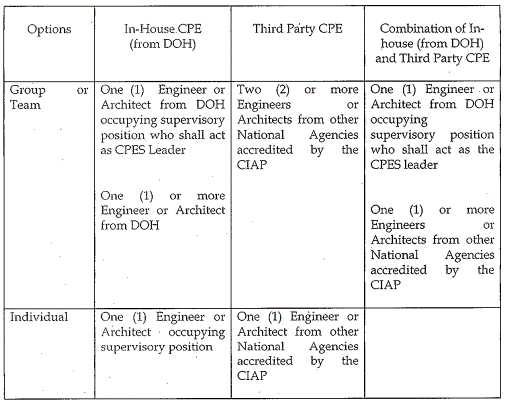 Options
In-House CPE
(from DOH)
Third Party CPE
Combination of In-
house (from DOH)
and Third Party CPE
Group or
Team
One (1) Engineer or
Architect from DOH
occupying supervisory
position who shall act
as CPES Leader
One (1) or more
Engineer or Architect
from DOH
Two (2) or more
Engineers or
Architects from other
National Agencies
accredited by the
CIAP
One (1) Engineer or
Architect from DOH
occupying
supervisory position
who shall act as the
CPES leader
One (1) or more
Engineers or
Architects from other
National Agencies
accredited by the
CIAP
Individual
One (1) Engineer or
Architect occupying
supervisory position
One (1) Engineer or
Architect from other
National Agencies
accredited by the
CIAP